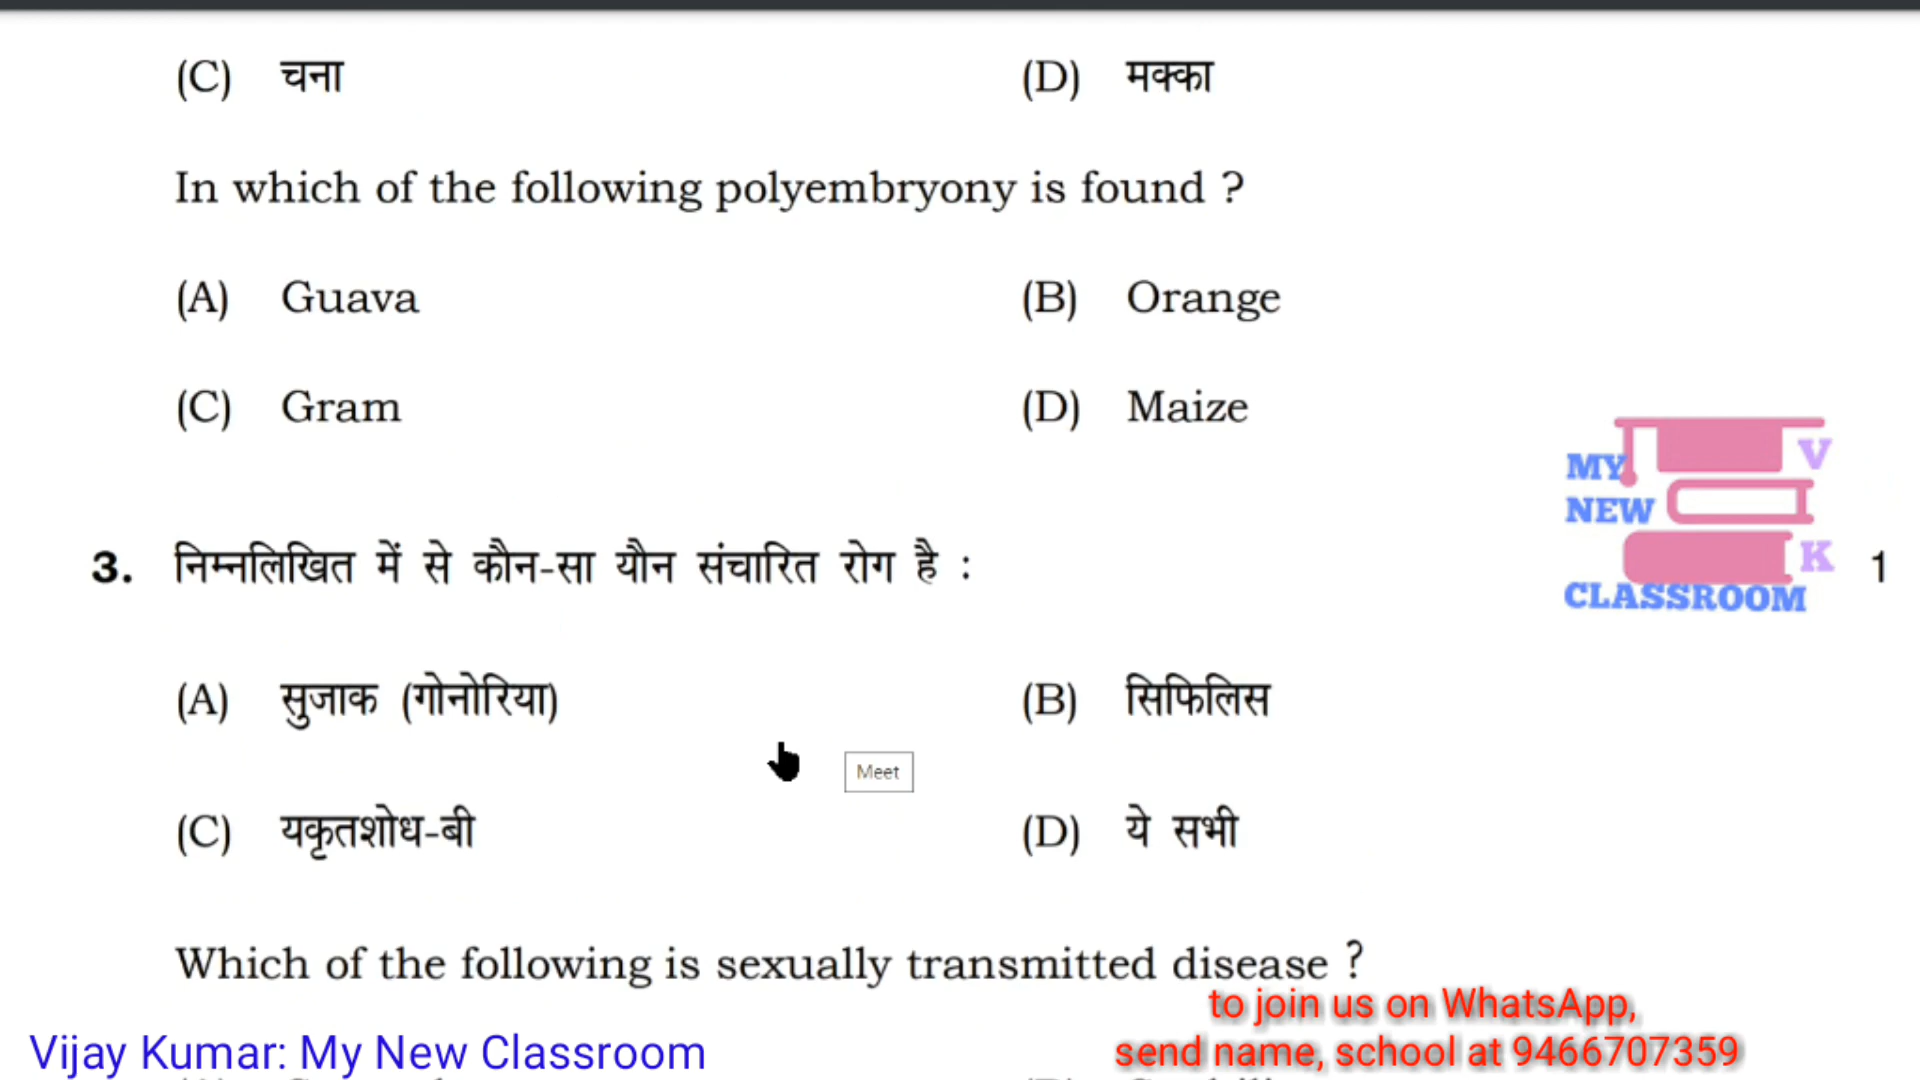 (C) चना (D) मक्का
In which of the following polyembryony is found ?
(A) Guava (B) Orange
(C) Gram (D) Maize
MY V
NEW
K
CLASSROOM
3. निम्नलिखित में से कौन-सा यौन संचारित रोग है : 1
(A) सुजाक (गोनोरिया) (B) सिफिलिस
Meet
(C) यकृतशोध-बी (D) ये सभी
Which of the following is sexually transmitted disease ?
to join us on WhatsApp,
Vijay Kumar: My New Classroom
send name, school at 9466707359